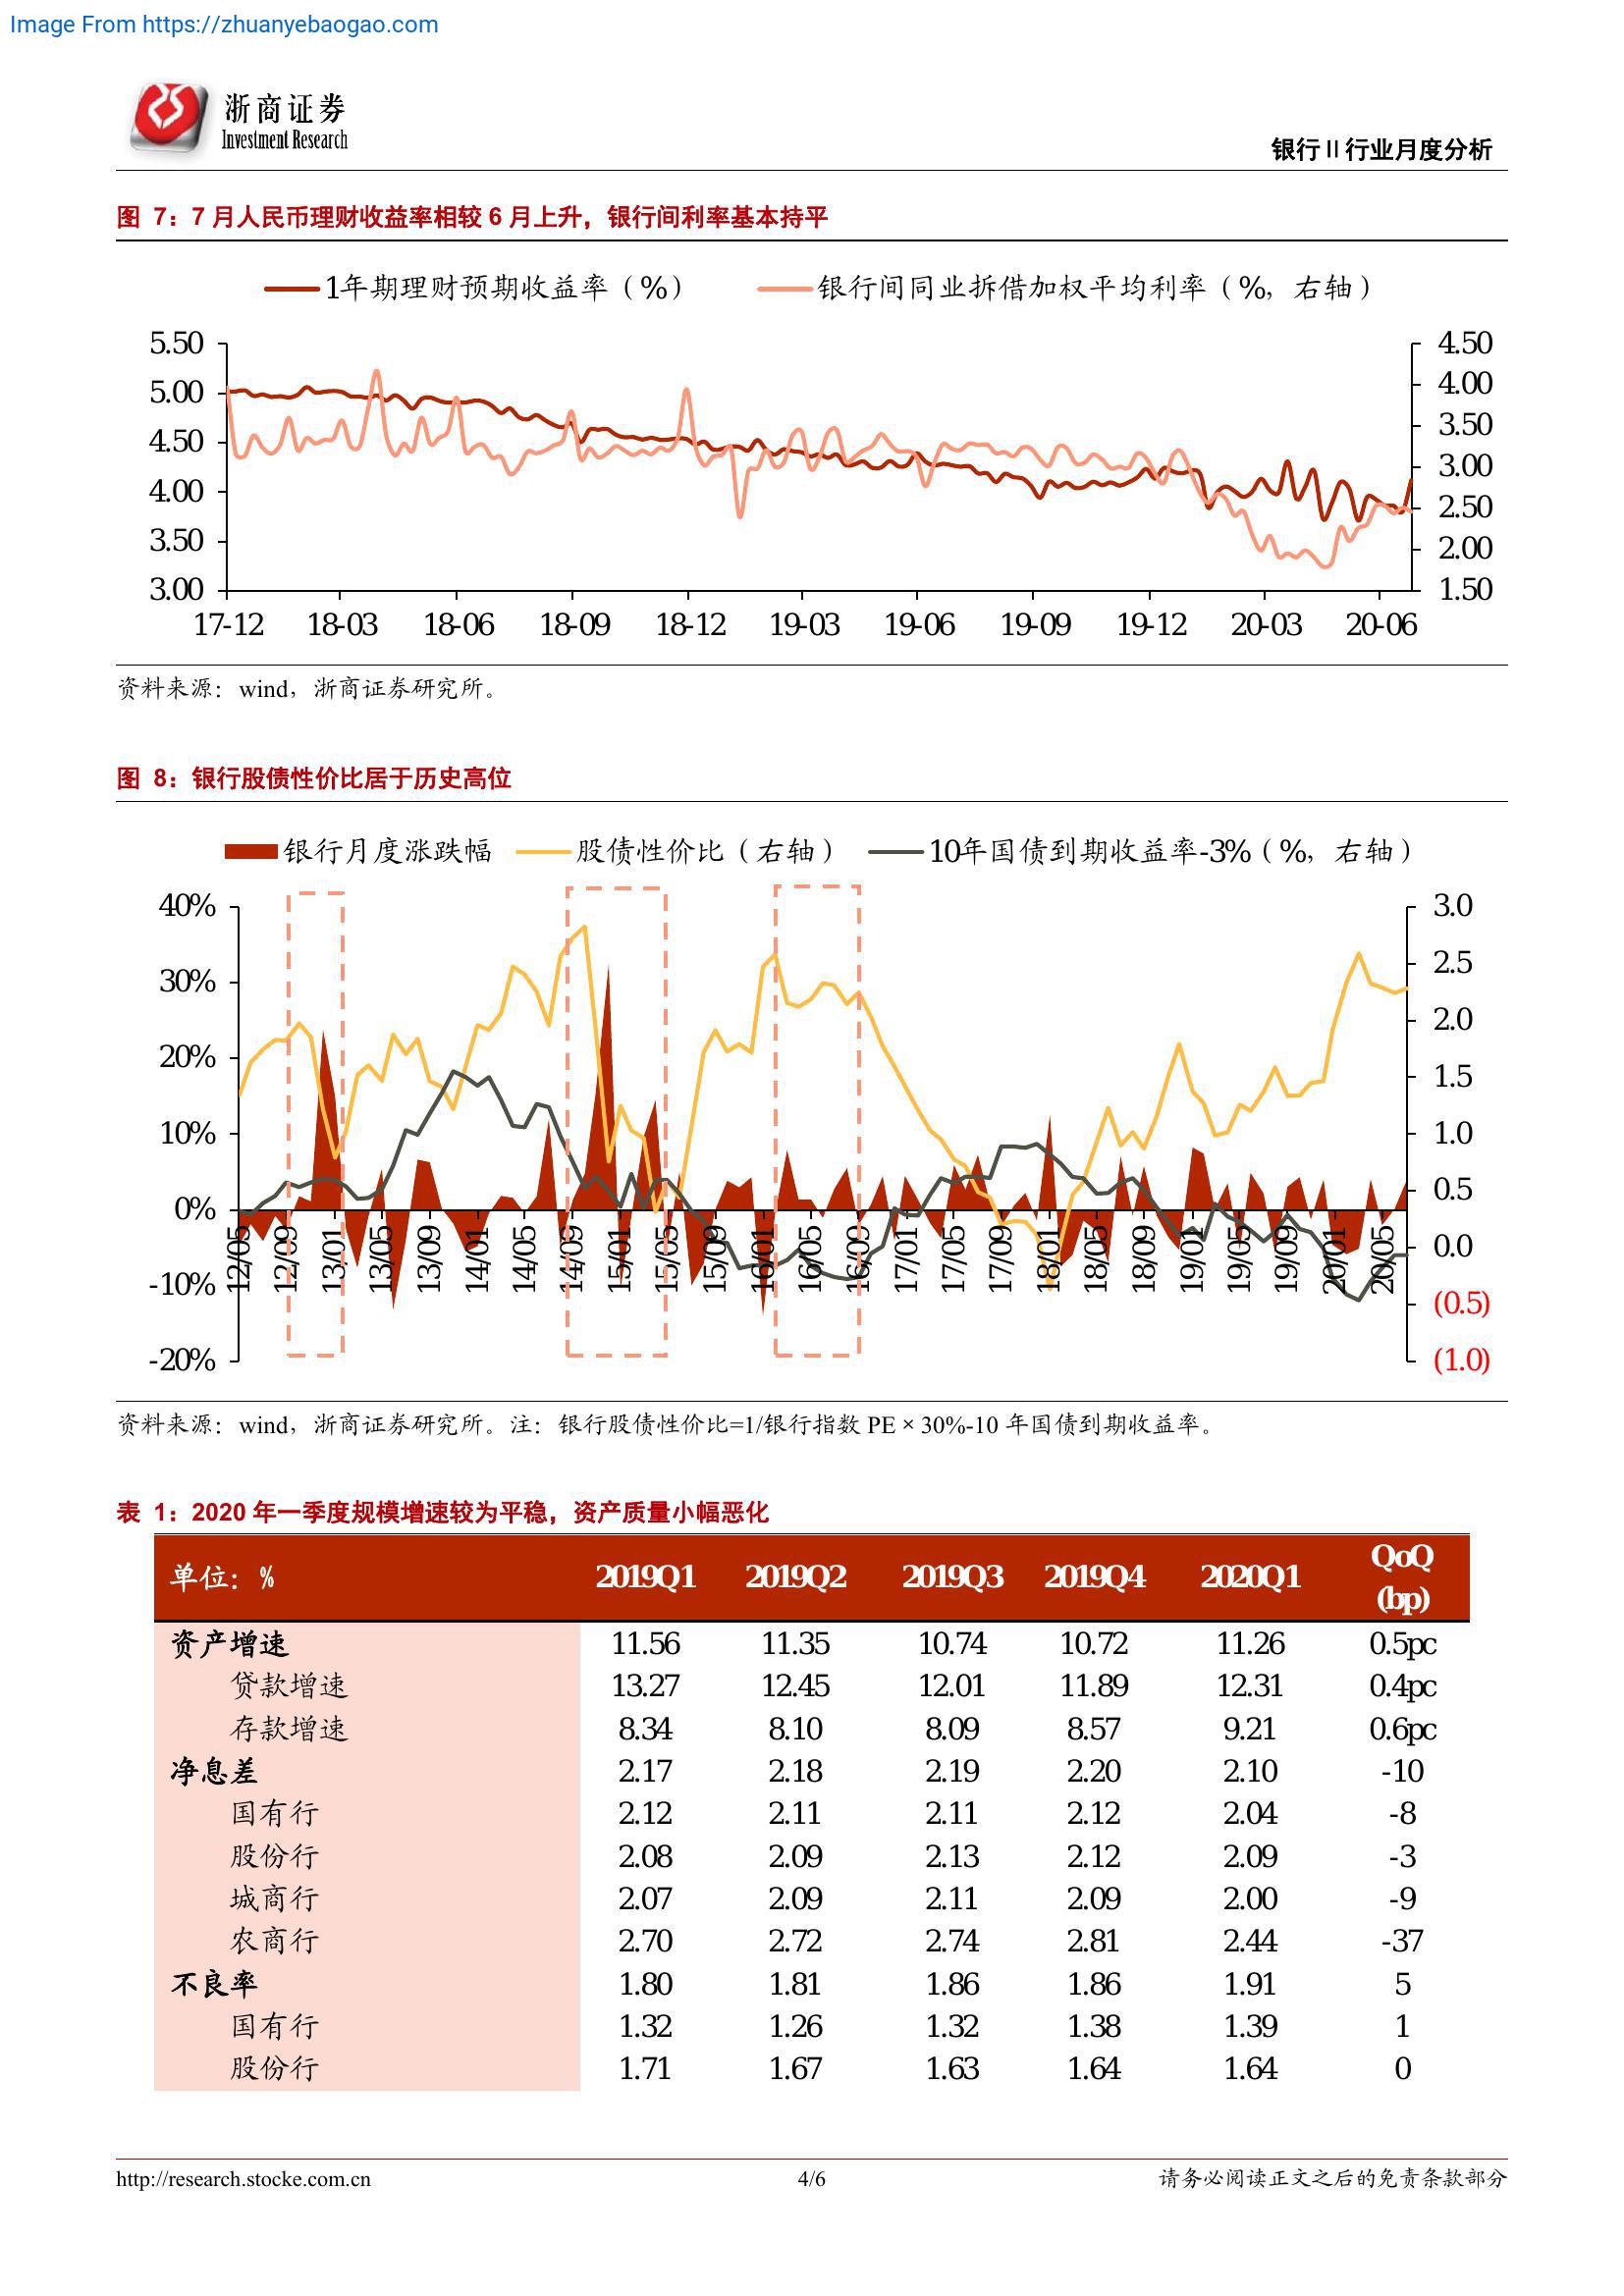 Image From https://zhuanyebaogao.com
浙商证券
Investment Research
银行Ⅱ行业月度分析
图 7：7 月人民币理财收益率相较 6 月上升，银行间利率基本持平
1年期理财预期收益率（%） 银行间同业拆借加权平均利率（%，右轴）
5.50 4.50
5.00 4.00
4.50 3.50
4.00 3.00
3.50 2.50
3.00 2.00
1.50
17-12 18-03 18-06 18-09 18-12 19-03 19-06 19-09 19-12 20-03 20-06
资料来源：wind，浙商证券研究所。
图 8：银行股债性价比居于历史高位
银行月度涨跌幅 股债性价比（右轴） 10年国债到期收益率-3%（%，右轴）
40% 3.0
30% 2.5
20% 2.0
10% 1.5
0% 1.0
-10% 0.5
-20% 0.0
(0.5)
(1.0)
12/05 12/09 13/01 13/05 13/09 14/01 14/05 14/09 15/01 15/05 15/09 16/01 16/05 16/09 17/01 17/05 17/09 18/01 18/05 18/09 19/01 19/05 19/09 20/01 20/05
资料来源：wind，浙商证券研究所。注：银行股债性价比=1/银行指数 PE × 30%-10 年国债到期收益率。
表 1：2020 年一季度规模增速较为平稳，资产质量小幅恶化
单位：% 2019Q1 2019Q2 2019Q3 2019Q4 2020Q1 QoQ (bp)
资产增速 11.56 11.35 10.74 10.72 11.26 0.5pc
贷款增速 13.27 12.45 12.01 11.89 12.31 0.4pc
存款增速 8.34 8.10 8.09 8.57 9.21 0.6pc
净息差 2.17 2.18 2.19 2.20 2.10 -10
国有行 2.12 2.11 2.11 2.12 2.04 -8
股份行 2.08 2.09 2.13 2.12 2.09 -3
城商行 2.07 2.09 2.11 2.09 2.00 -9
农商行 2.70 2.72 2.74 2.81 2.44 -37
不良率 1.80 1.81 1.86 1.86 1.91 5
国有行 1.32 1.26 1.32 1.38 1.39 1
股份行 1.71 1.67 1.63 1.64 1.64 0
http://research.stocke.com.cn 4/6 请务必阅读正文之后的免责条款部分